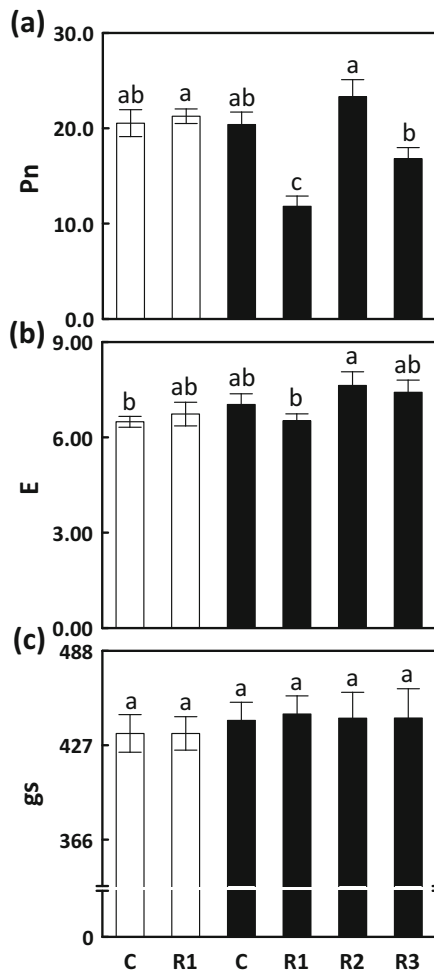 (a)
30.0
20.0
10.0
0.0
Pn
ab a ab c a b
(b)
9.00
6.00
3.00
0.00
E
b ab ab b a ab
(c)
488
427
366
0
gs
a a a a a a
C R1 C R1 R2 R3